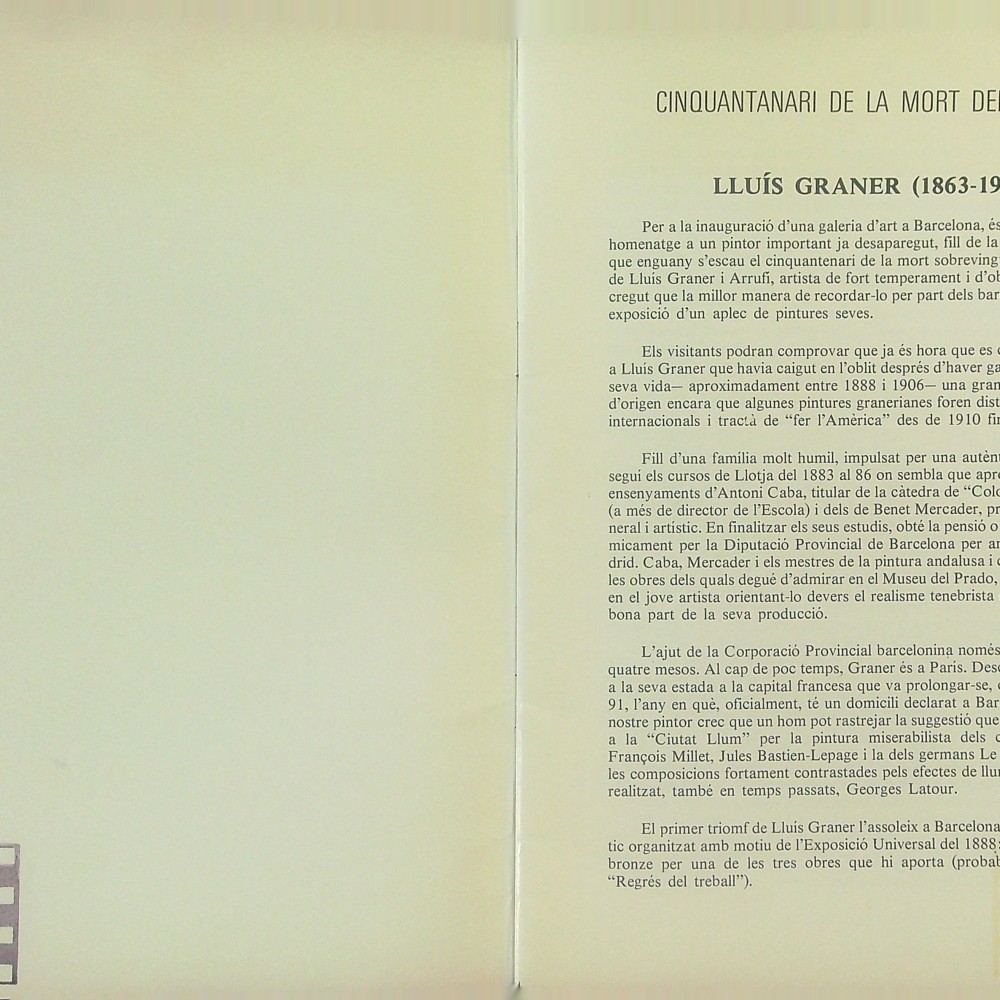 CINQUANTANARI DE LA MORT DEL
LLUÍS GRANER (1863-19
Per a la inauguració d'una galeria d'art a Barcelona, és
homenatge a un pintor important ja desaparegut, fill de la
que enguany s'escau el cinquantenari de la mort sobreving
de Lluis Graner i Arrufi, artista de fort temperament i d'ob
cregut que la millor manera de recordar-lo per part dels bar
exposició d'un aplec de pintures seves.
Els visitants podran comprovar que ja és hora que es
a Lluis Graner que havia caigut en l'oblit després d'haver ga
seva vida— aproximadament entre 1888 i 1906— una gran
d'origen encara que algunes pintures granerianes foren dist
internacionals i tractà de “fer l'Amèrica” des de 1910 fin
Fill d'una família molt humil, impulsat per una autènt
segui els cursos de Llotja del 1883 al 86 on sembla que apre
ensenyaments d'Antoni Caba, titular de la càtedra de “Colo
(a més de director de l'Escola) i dels de Benet Mercader, pr
neral i artístic. En finalitzar els seus estudis, obté la pensió o
micament per la Diputació Provincial de Barcelona per an
drid. Caba, Mercader i els mestres de la pintura andalusa i c
les obres dels quals degué d'admirar en el Museu del Prado,
en el jove artista orientant-lo devers el realisme tenebrista
bona part de la seva producció.
L'ajut de la Corporació Provincial barcelonina només
quatre mesos. Al cap de poc temps, Graner és a Paris. Desc
a la seva estada a la capital francesa que va prolongar-se,
91, l'any en què, oficialment, té un domicili declarat a Bar
nostre pintor crec que un hom pot rastrejar la suggestió que
a la “Ciutat Llum” per la pintura miserabilista dels c
François Millet, Jules Bastien-Lepage i la dels germans Le
les composicions fortament contrastades pels efectes de llum
realitzat, també en temps passats, Georges Latour.
El primer triomf de Lluis Graner l'assoleix a Barcelona
tic organitzat amb motiu de l'Exposició Universal del 1888:
bronze per una de les tres obres que hi aporta (probab
“Regrés del treball”).